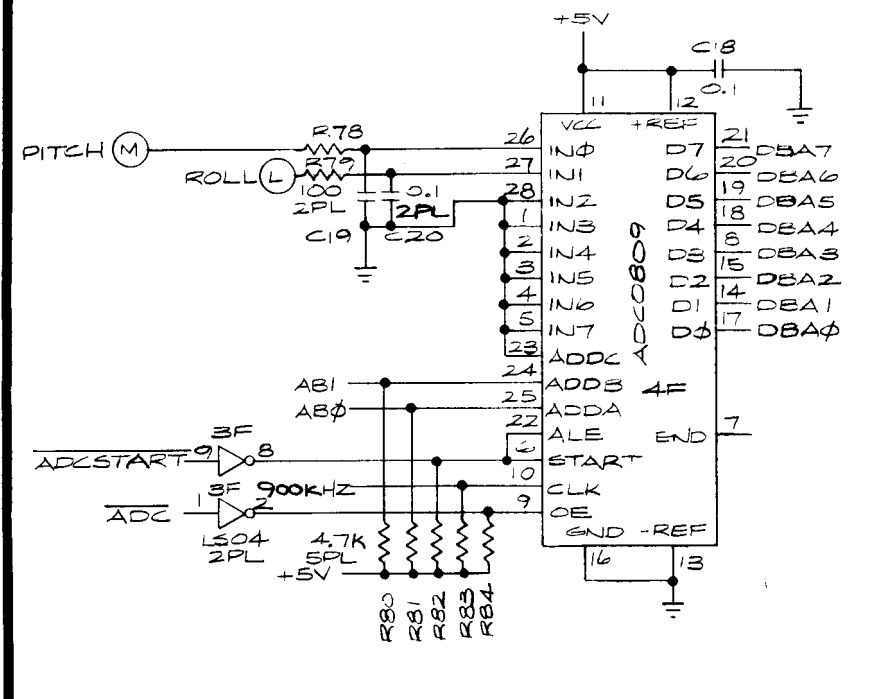 +5V
C18
0.1
11
12
VCC
+REF
PITCH M
R78
26
IN0
D7
21
DBA7
ROLL L
R79
27
IN1
D6
20
DBA6
100
2PL
0.1
2PL
28
IN2
D5
19
DBA5
C19
C20
1
IN3
D4
18
DBA4
2
IN4
D3
8
DBA3
3
IN5
D2
15
DBA2
4
IN6
D1
14
DBA1
5
IN7
D0
17
DBA0
ADC0809
23
ADDC
AB1
24
ADDB
4F
AB0
25
ADDA
22
ALE
END
7
ADCSTART
9
3F
8
6
START
900KHZ
10
CLK
ADC
1
3F
2
9
OE
LS04
2PL
4.7K
5PL
GND
-REF
16
13
+5V
R80
R81
R82
R83
R84